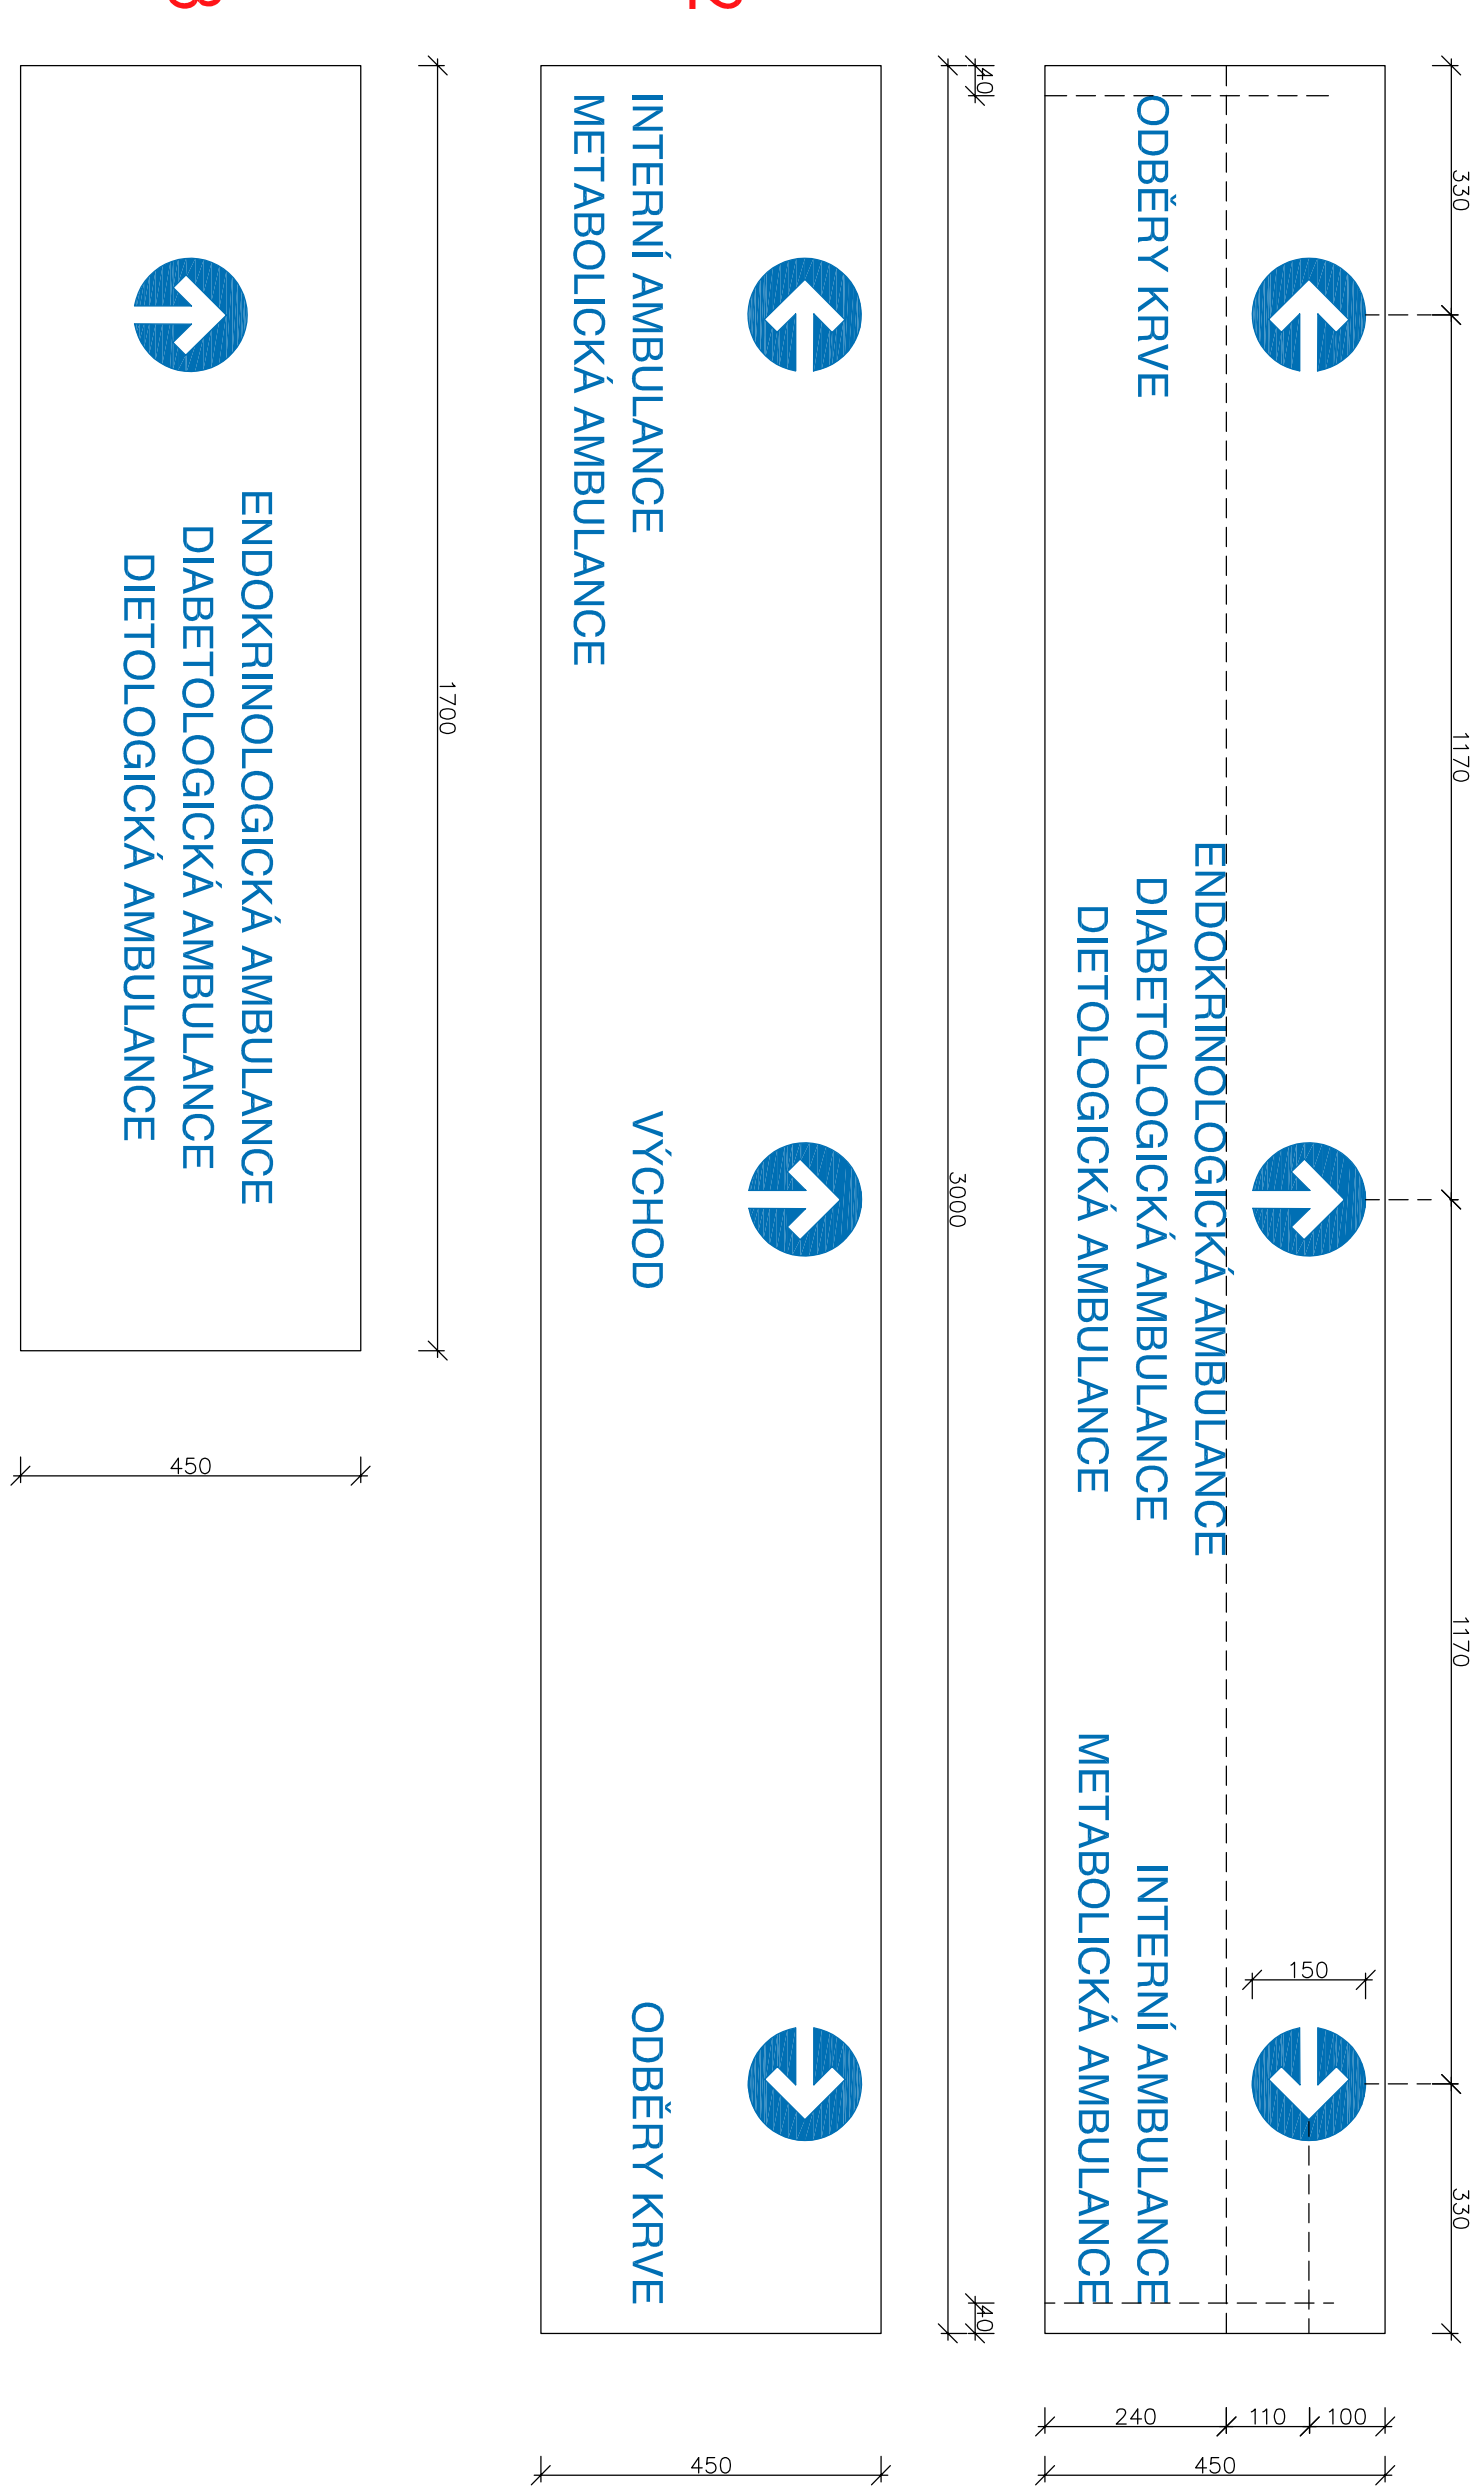 330
1170
1170
330
ODBĚRY KRVE
ENDOKRINOLOGICKÁ AMBULANCE
DIABETOLOGICKÁ AMBULANCE
DIETOLOGICKÁ AMBULANCE
INTERNÍ AMBULANCE
METABOLICKÁ AMBULANCE
150
100
110
240
450
40
40
3000
INTERNÍ AMBULANCE
METABOLICKÁ AMBULANCE
VÝCHOD
ODBĚRY KRVE
450
1700
ENDOKRINOLOGICKÁ AMBULANCE
DIABETOLOGICKÁ AMBULANCE
DIETOLOGICKÁ AMBULANCE
450